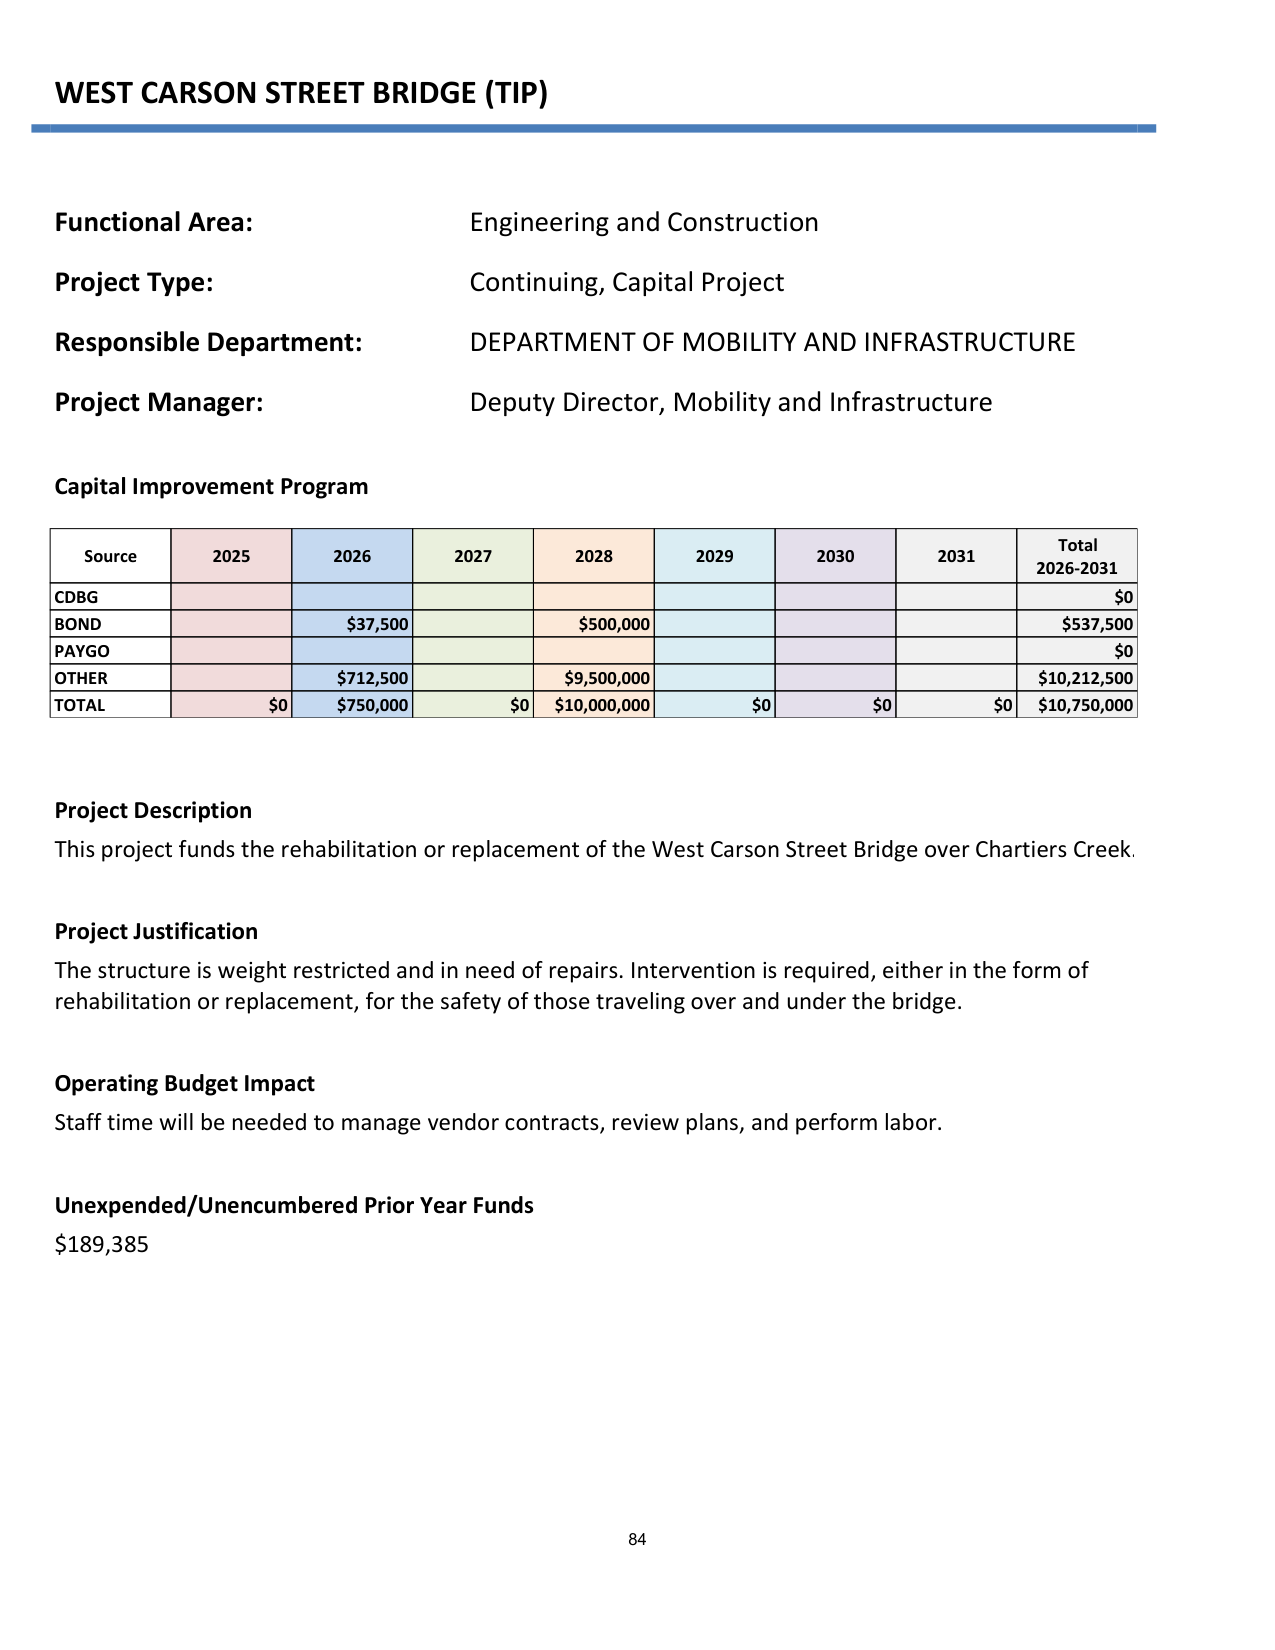 WEST CARSON STREET BRIDGE (TIP)
Functional Area: Engineering and Construction
Project Type: Continuing, Capital Project
Responsible Department: DEPARTMENT OF MOBILITY AND INFRASTRUCTURE
Project Manager: Deputy Director, Mobility and Infrastructure
Capital Improvement Program
Source 2025 2026 2027 2028 2029 2030 2031 Total 2026-2031
CDBG $0
BOND $37,500 $500,000 $537,500
PAYGO $0
OTHER $712,500 $9,500,000 $10,212,500
TOTAL $0 $750,000 $0 $10,000,000 $0 $0 $0 $10,750,000
Project Description
This project funds the rehabilitation or replacement of the West Carson Street Bridge over Chartiers Creek.
Project Justification
The structure is weight restricted and in need of repairs. Intervention is required, either in the form of
rehabilitation or replacement, for the safety of those traveling over and under the bridge.
Operating Budget Impact
Staff time will be needed to manage vendor contracts, review plans, and perform labor.
Unexpended/Unencumbered Prior Year Funds
$189,385
84